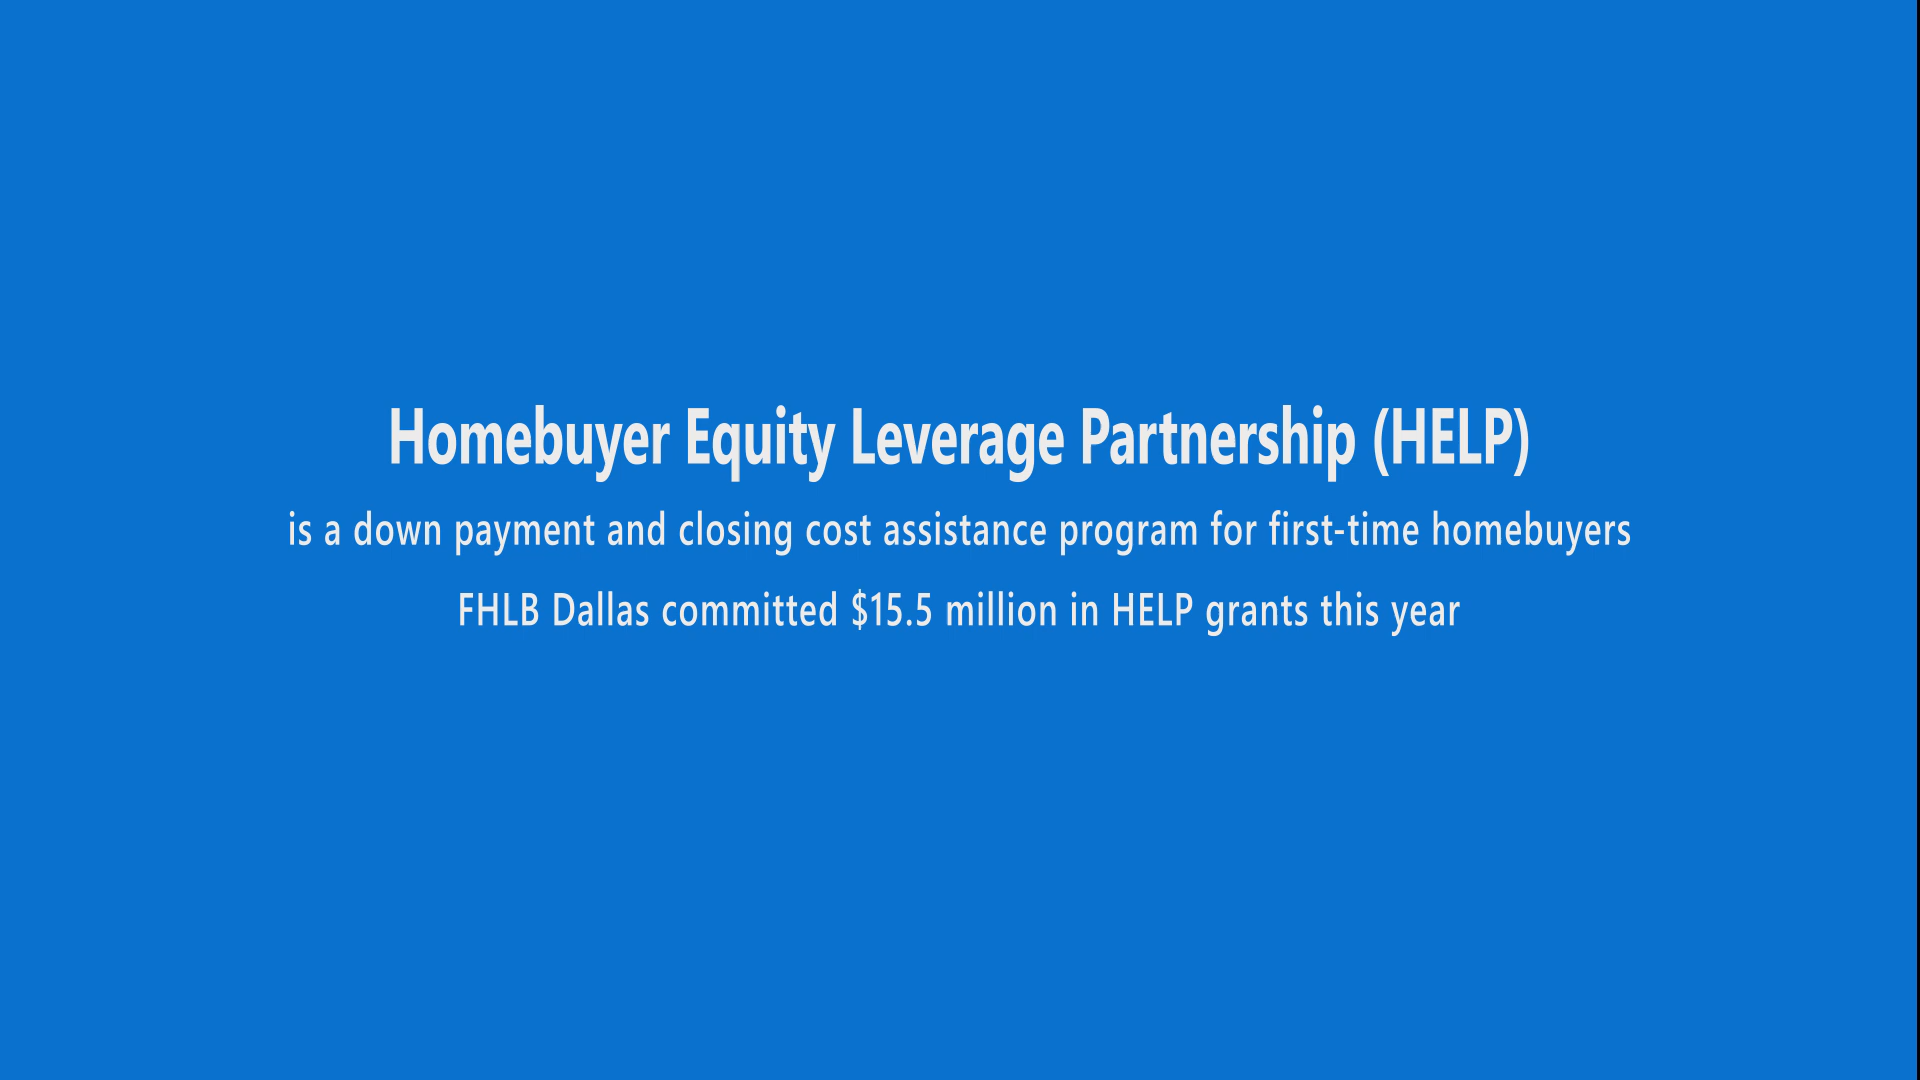 Homebuyer Equity Leverage Partnership (HELP)
is a down payment and closing cost assistance program for first-time homebuyers
FHLB Dallas committed $15.5 million in HELP grants this year